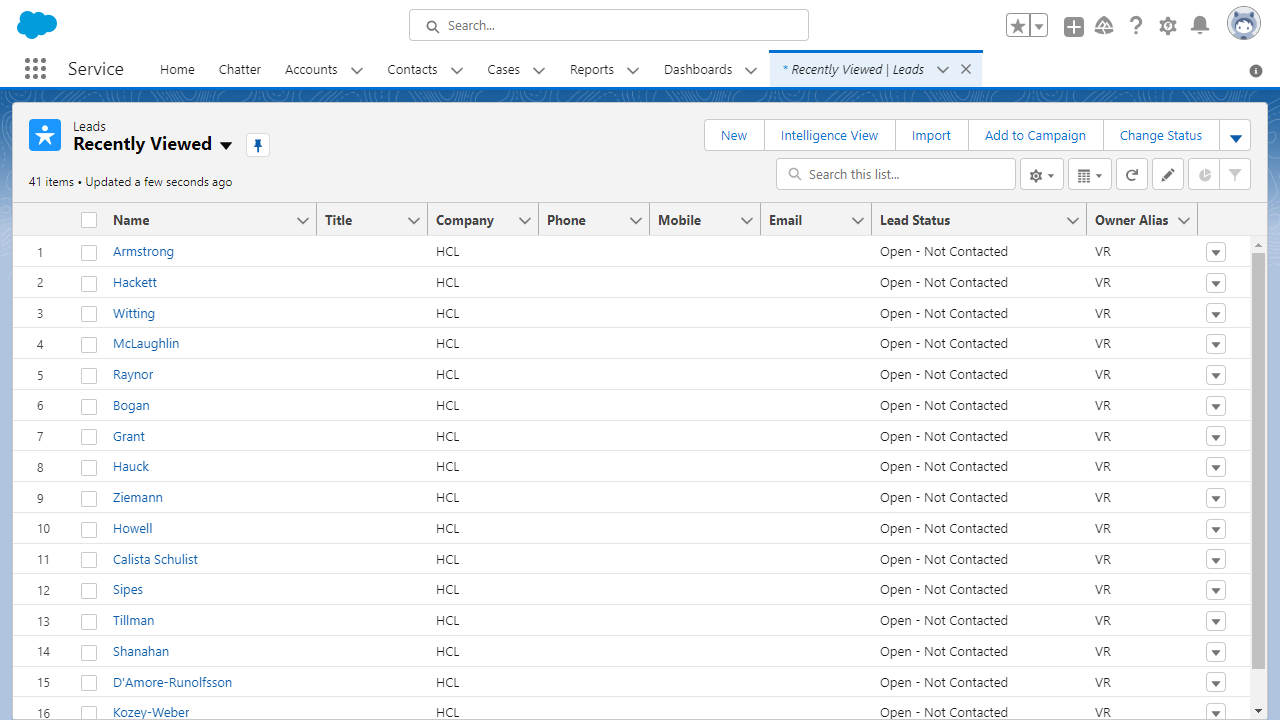 Search...
Service Home Chatter Accounts Contacts Cases Reports Dashboards * Recently Viewed | Leads
Leads
Recently Viewed
New Intelligence View Import Add to Campaign Change Status
41 items • Updated a few seconds ago
Search this list...
Name Title Company Phone Mobile Email Lead Status Owner Alias
1 Armstrong HCL Open - Not Contacted VR
2 Hackett HCL Open - Not Contacted VR
3 Witting HCL Open - Not Contacted VR
4 McLaughlin HCL Open - Not Contacted VR
5 Raynor HCL Open - Not Contacted VR
6 Bogan HCL Open - Not Contacted VR
7 Grant HCL Open - Not Contacted VR
8 Hauck HCL Open - Not Contacted VR
9 Ziemann HCL Open - Not Contacted VR
10 Howell HCL Open - Not Contacted VR
11 Calista Schulist HCL Open - Not Contacted VR
12 Sipes HCL Open - Not Contacted VR
13 Tillman HCL Open - Not Contacted VR
14 Shanahan HCL Open - Not Contacted VR
15 D'Amore-Runolfsson HCL Open - Not Contacted VR
16 Kozey-Weber HCL Open - Not Contacted VR